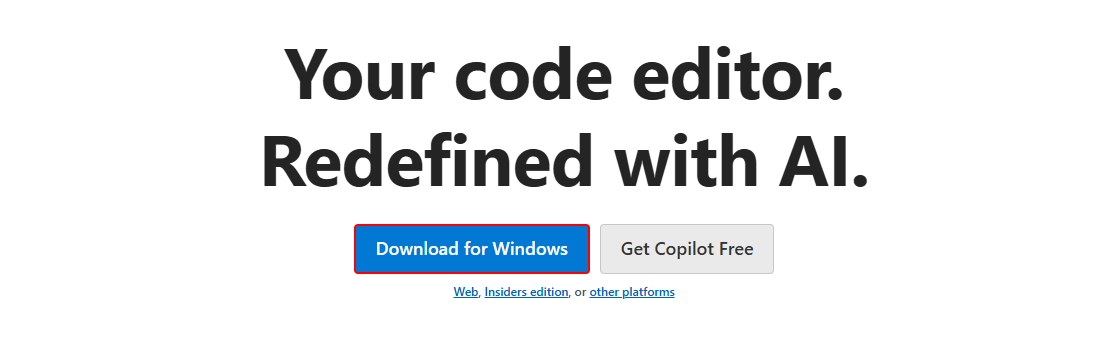 Your code editor.
Redefined with AI.
Download for Windows
Get Copilot Free
Web, Insiders edition, or other platforms